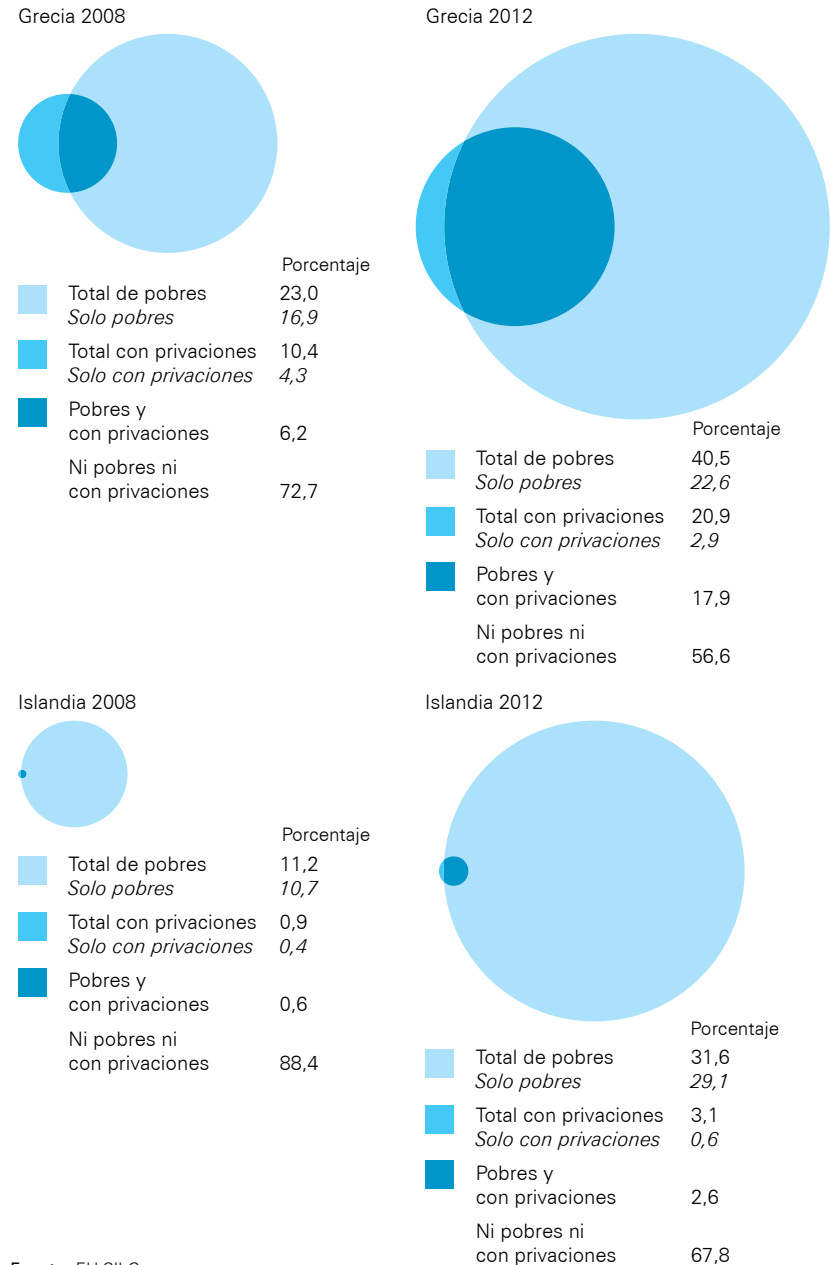 Grecia 2008
Porcentaje
Total de pobres 23,0
Solo pobres 16,9
Total con privaciones 10,4
Solo con privaciones 4,3
Pobres y
con privaciones 6,2
Ni pobres ni
con privaciones 72,7
Grecia 2012
Porcentaje
Total de pobres 40,5
Solo pobres 22,6
Total con privaciones 20,9
Solo con privaciones 2,9
Pobres y
con privaciones 17,9
Ni pobres ni
con privaciones 56,6
Islandia 2008
Porcentaje
Total de pobres 11,2
Solo pobres 10,7
Total con privaciones 0,9
Solo con privaciones 0,4
Pobres y
con privaciones 0,6
Ni pobres ni
con privaciones 88,4
Islandia 2012
Porcentaje
Total de pobres 31,6
Solo pobres 29,1
Total con privaciones 3,1
Solo con privaciones 0,6
Pobres y
con privaciones 2,6
Ni pobres ni
con privaciones 67,8